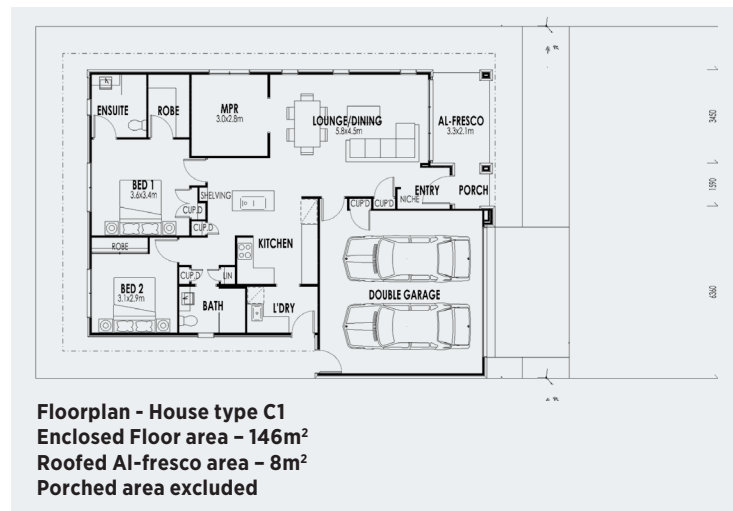 ENSUITE
ROBE
MPR
3.0x2.8m
LOUNGE/DINING
5.8x4.5m
AL-FRESCO
3.3x2.1m
3450
BED 1
3.6x3.4m
SHELVING
CUP'D
CUP'D
CUP'D
CUP'D
NICHE
ENTRY
PORCH
1590
ROBE
KITCHEN
BED 2
3.1x2.9m
CUP'D
LIN
BATH
L'DRY
DOUBLE GARAGE
6360
Floorplan - House type C1
Enclosed Floor area – 146m²
Roofed Al-fresco area – 8m²
Porched area excluded